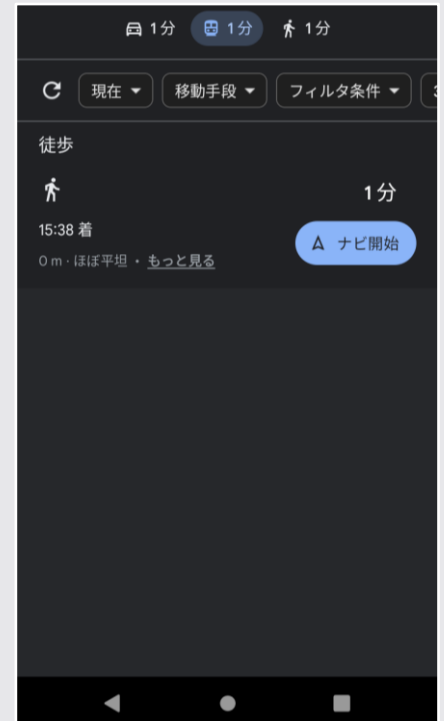 1分 1分 1分
現在 移動手段 フィルタ条件
徒歩
1分
15:38 着
0 m · ほぼ平坦 · もっと見る
ナビ開始